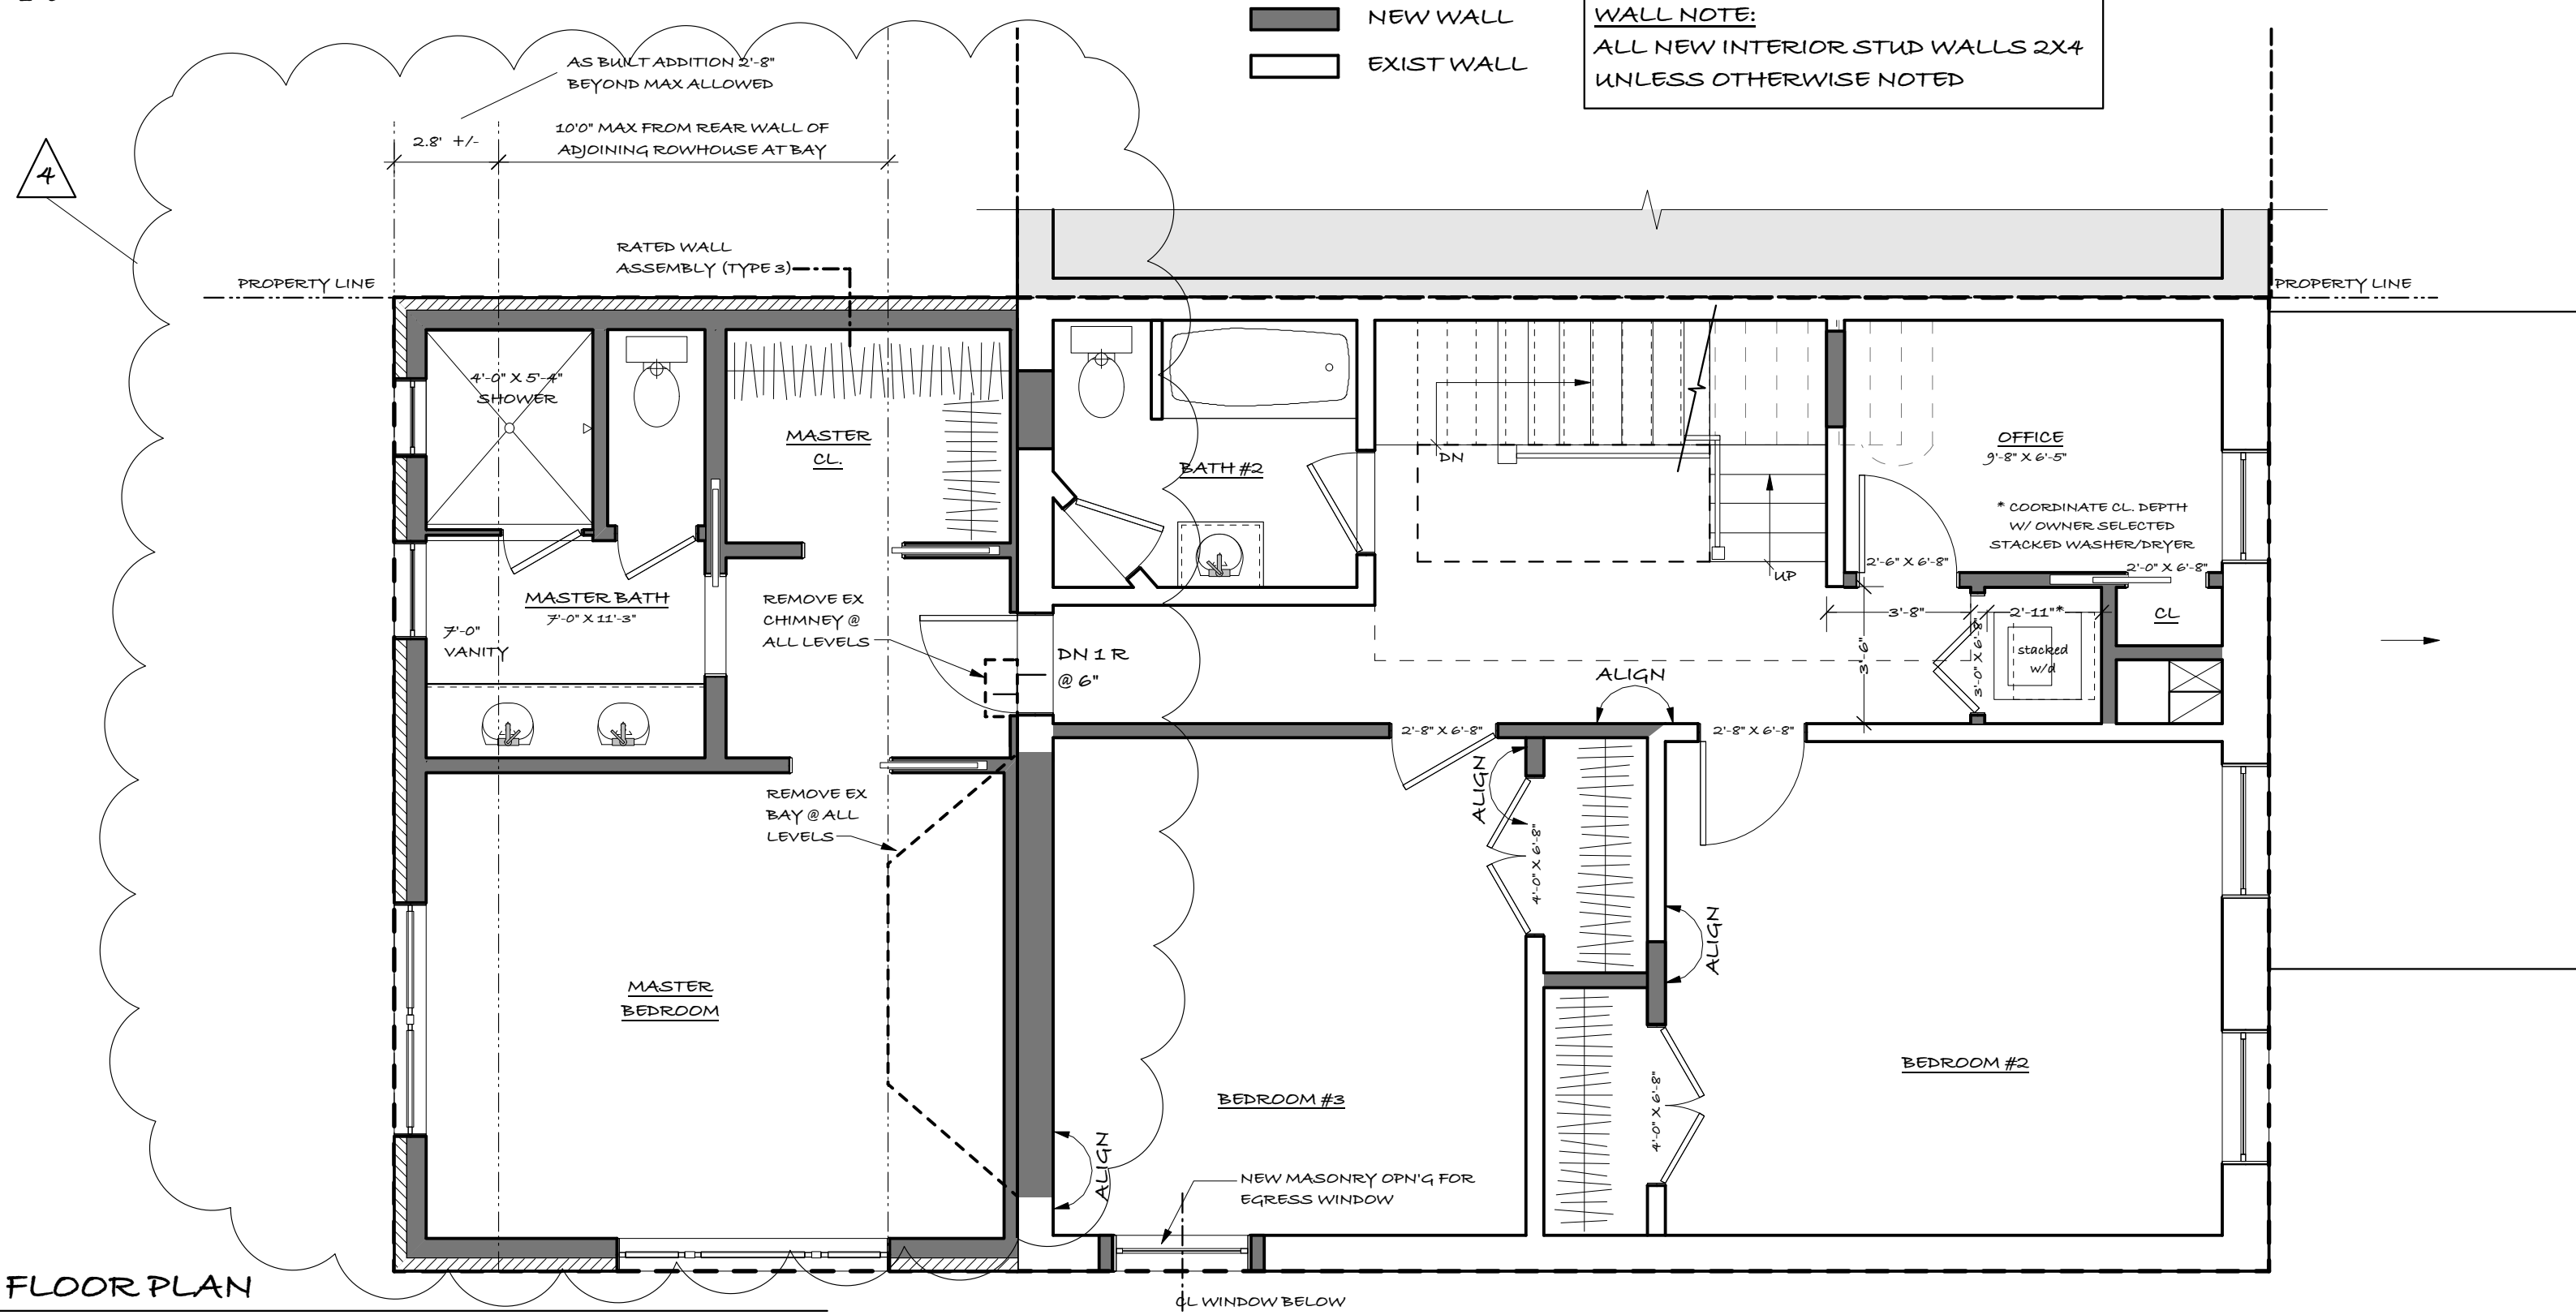 NEW WALL
EXIST WALL
WALL NOTE:
ALL NEW INTERIOR STUD WALLS 2X4
UNLESS OTHERWISE NOTED
AS BUILT ADDITION 2'-8"
BEYOND MAX ALLOWED
2.8' +/-
10'0" MAX FROM REAR WALL OF
ADJOINING ROWHOUSE AT BAY
4
RATED WALL
ASSEMBLY (TYPE 3)
PROPERTY LINE
PROPERTY LINE
4'-0" X 5'-4"
SHOWER
MASTER
CL.
BATH #2
DN
UP
OFFICE
9'-8" X 6'-5"
* COORDINATE CL. DEPTH
W/ OWNER SELECTED
STACKED WASHER/DRYER
2'-6" X 6'-8"
2'-0" X 6'-8"
MASTER BATH
7'-0" X 11'-3"
7'-0"
VANITY
REMOVE EX
CHIMNEY @
ALL LEVELS
DN 1 R
@ 6"
3'-8"
2'-11"*
CL
3'-6"
3'-0" X 6'-8"
stacked
w/d
ALIGN
2'-8" X 6'-8"
2'-8" X 6'-8"
REMOVE EX
BAY @ ALL
LEVELS
ALIGN
4'-0" X 6'-8"
ALIGN
MASTER
BEDROOM
BEDROOM #3
BEDROOM #2
4'-0" X 6'-8"
ALIGN
NEW MASONRY OPN'G FOR
EGRESS WINDOW
FLOOR PLAN
CL WINDOW BELOW